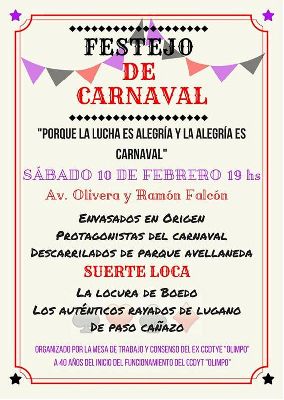 FESTEJO
DE
CARNAVAL
"PORQUE LA LUCHA ES ALEGRÍA Y LA ALEGRÍA ES
CARNAVAL"
SÁBADO 10 DE FEBRERO 19 hs
Av. Olivera y Ramón Falcón
Envasados en Origen
Protagonistas del carnaval
Descarrilados de parque avellaneda
SUERTE LOCA
La locura de Boedo
Los auténticos rayados de lugano
De paso cañazo
ORGANIZADO POR LA MESA DE TRABAJO Y CONSENSO DEL EX CCDTYE "OLIMPO"
A 40 AÑOS DEL INICIO DEL FUNCIONAMIENTO DEL CCDYT "OLIMPO"